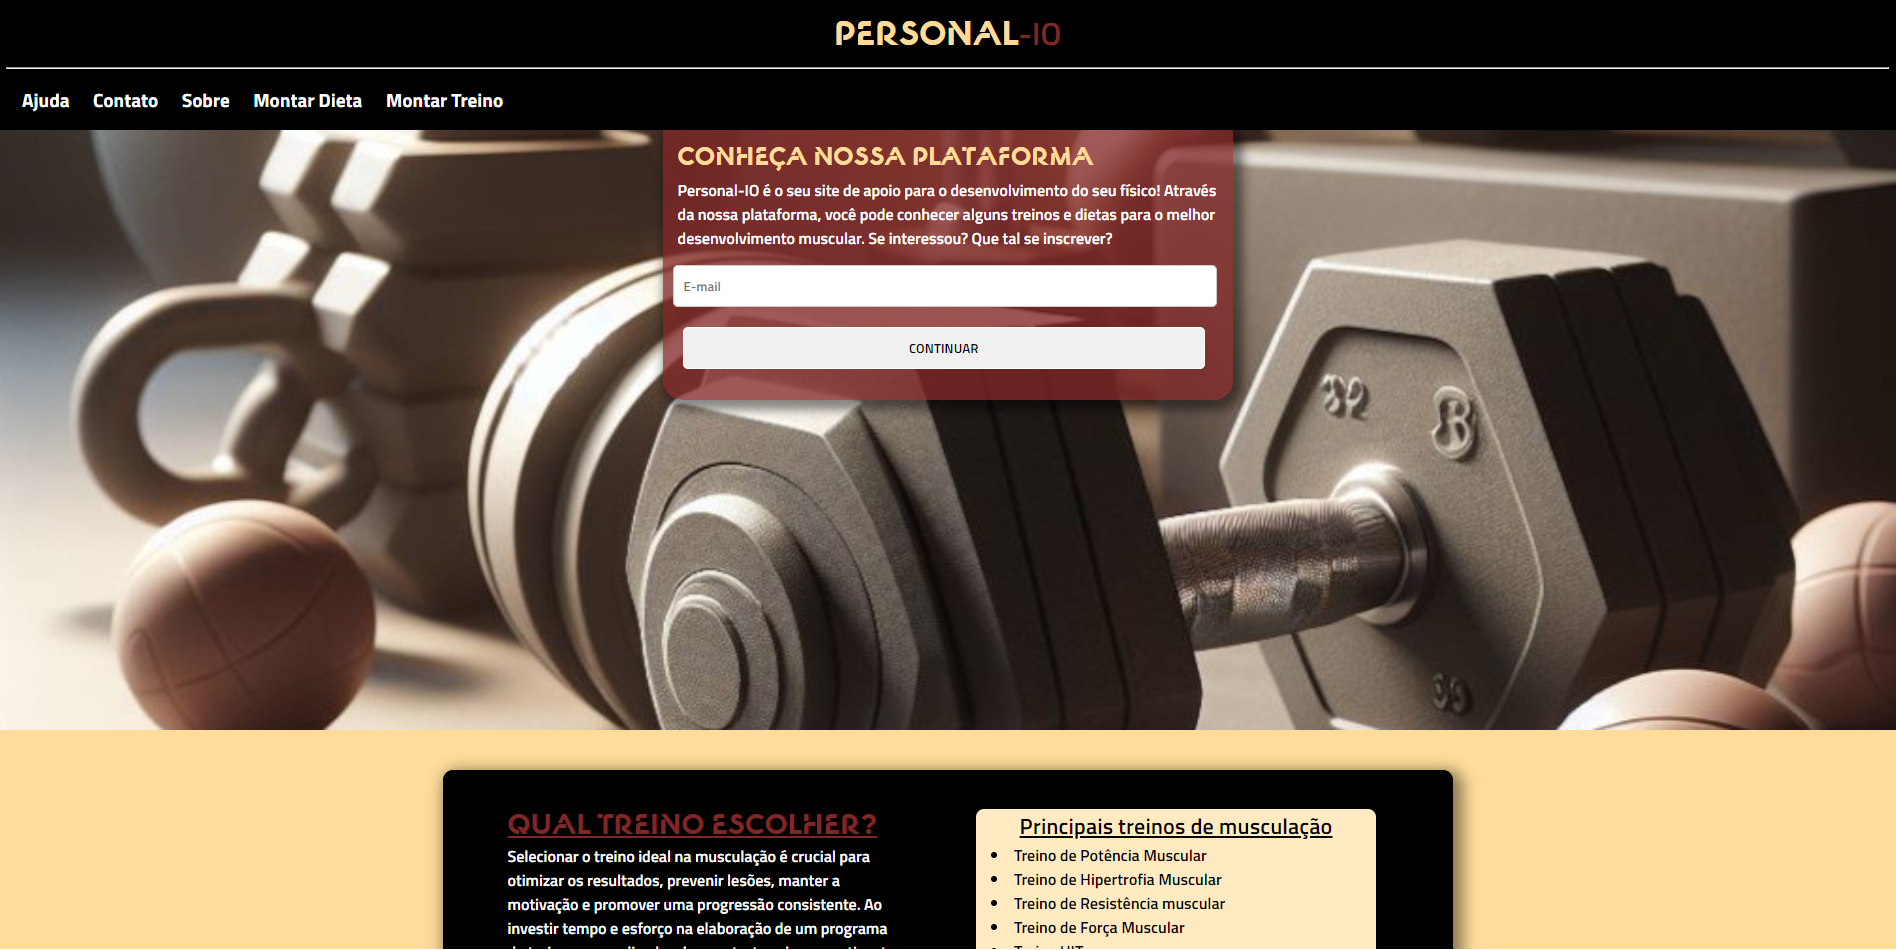 PERSONAL-IO
Ajuda Contato Sobre Montar Dieta Montar Treino
CONHEÇA NOSSA PLATAFORMA
Personal-IO é o seu site de apoio para o desenvolvimento do seu físico! Através
da nossa plataforma, você pode conhecer alguns treinos e dietas para o melhor
desenvolvimento muscular. Se interessou? Que tal se inscrever?
E-mail
CONTINUAR
QUAL TREINO ESCOLHER?
Selecionar o treino ideal na musculação é crucial para
otimizar os resultados, prevenir lesões, manter a
motivação e promover uma progressão consistente. Ao
investir tempo e esforço na elaboração de um programa
Principais treinos de musculação
Treino de Potência Muscular
Treino de Hipertrofia Muscular
Treino de Resistência muscular
Treino de Força Muscular